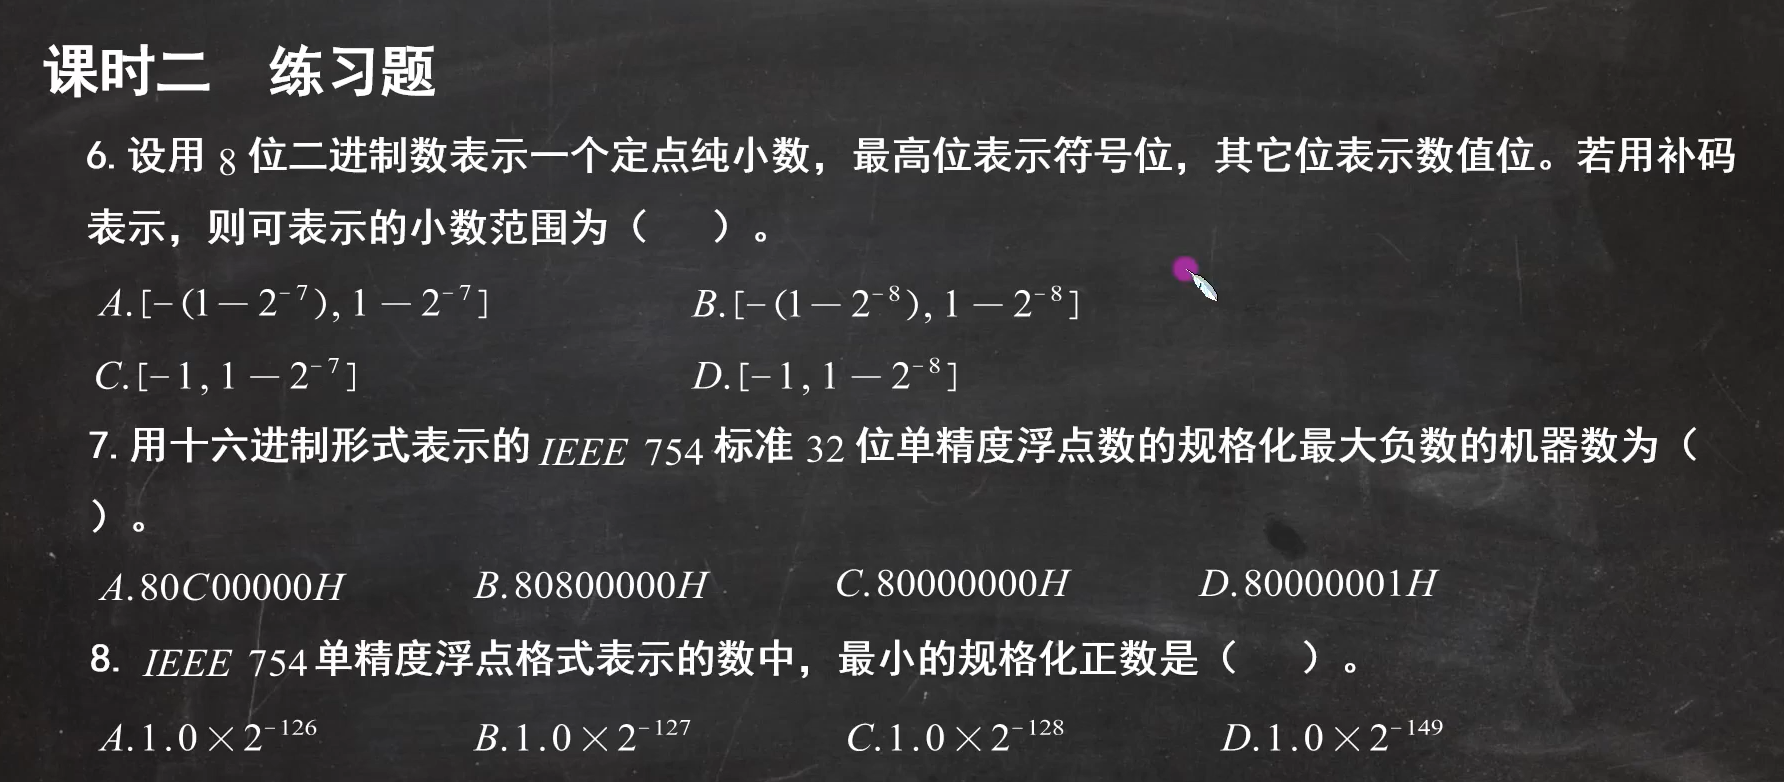 课时二 练习题
6. 设用 8 位二进制数表示一个定点纯小数，最高位表示符号位，其它位表示数值位。若用补码
表示，则可表示的小数范围为（ ）。
A.[-(1-2⁻⁷),1-2⁻⁷] B.[-(1-2⁻⁸),1-2⁻⁸]
C.[-1,1-2⁻⁷] D.[-1,1-2⁻⁸]
7. 用十六进制形式表示的 IEEE 754 标准 32 位单精度浮点数的规格化最大负数的机器数为（
）。
A.80C00000H B.80800000H C.80000000H D.80000001H
8. IEEE 754 单精度浮点格式表示的数中，最小的规格化正数是（ ）。
A.1.0×2⁻¹²⁶ B.1.0×2⁻¹²⁷ C.1.0×2⁻¹²⁸ D.1.0×2⁻¹⁴⁹